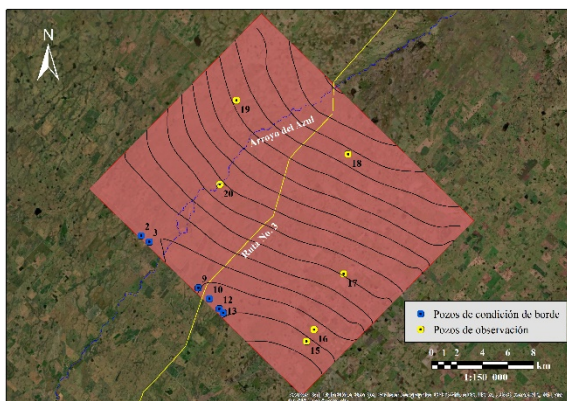 N
19
Arroyo del Azul
18
20
2
3
Ruta No. 3
9
10
12
13
17
16
15
Pozos de condición de borde
Pozos de observación
0 1 2 4 6 8
km
1:150 000